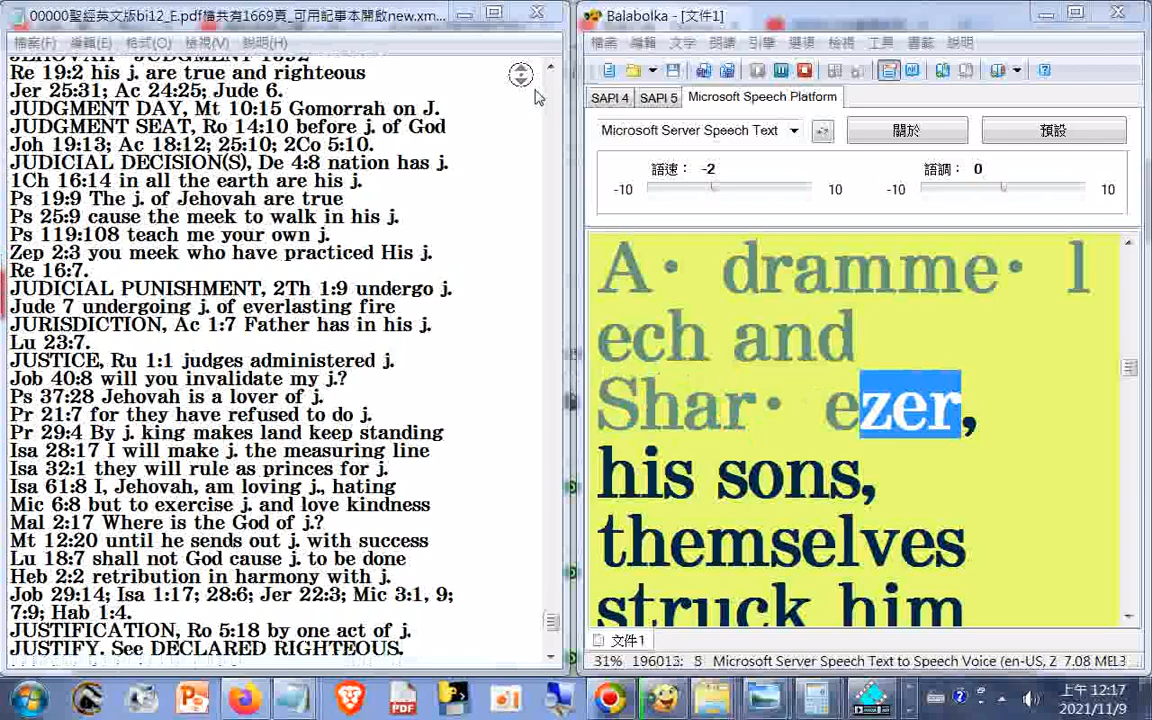 00000聖經英文版bi12_E.pdf檔共有1669頁_可用記事本開啟new.xm...
檔案(F) 編輯(E) 格式(O) 檢視(V) 說明(H)
Re 19:2 his j. are true and righteous
Jer 25:31; Ac 24:25; Jude 6.
JUDGMENT DAY, Mt 10:15 Gomorrah on J.
JUDGMENT SEAT, Ro 14:10 before j. of God
Joh 19:13; Ac 18:12; 25:10; 2Co 5:10.
JUDICIAL DECISION(S), De 4:8 nation has j.
1Ch 16:14 in all the earth are his j.
Ps 19:9 The j. of Jehovah are true
Ps 25:9 cause the meek to walk in his j.
Ps 119:108 teach me your own j.
Zep 2:3 you meek who have practiced His j.
Re 16:7.
JUDICIAL PUNISHMENT, 2Th 1:9 undergo j.
Jude 7 undergoing j. of everlasting fire
JURISDICTION, Ac 1:7 Father has in his j.
Lu 23:7.
JUSTICE, Ru 1:1 judges administered j.
Job 40:8 will you invalidate my j.?
Ps 37:28 Jehovah is a lover of j.
Pr 21:7 for they have refused to do j.
Pr 29:4 By j. king makes land keep standing
Isa 28:17 I will make j. the measuring line
Isa 32:1 they will rule as princes for j.
Isa 61:8 I, Jehovah, am loving j., hating
Mic 6:8 but to exercise j. and love kindness
Mal 2:17 Where is the God of j.?
Mt 12:20 until he sends out j. with success
Lu 18:7 shall not God cause j. to be done
Heb 2:2 retribution in harmony with j.
Job 29:14; Isa 1:17; 28:6; Jer 22:3; Mic 3:1, 9;
7:9; Hab 1:4.
JUSTIFICATION, Ro 5:18 by one act of j.
JUSTIFY. See DECLARED RIGHTEOUS.
Balabolka - [文件1]
檔案 編輯 文字 朗讀 引擎 選項 檢視 工具 書籤 說明
SAPI 4 SAPI 5 Microsoft Speech Platform
Microsoft Server Speech Text 關於 預設
語速： -2 語調： 0
-10 10 -10 10
A· dramme· l
ech and
Shar· ezer,
his sons,
themselves
struck him
文件1
31% 196013: 8 Microsoft Server Speech Text to Speech Voice (en-US, Z 7.08 МЕЛЗ
上午 12:17
2021/11/9